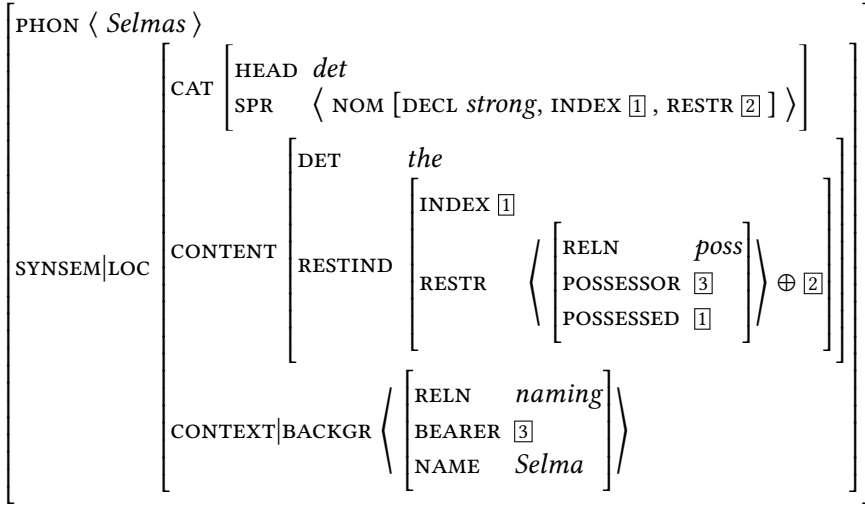 PHON ⟨ Selmas ⟩
SYNSEM|LOC
CAT
HEAD det
SPR ⟨ NOM [DECL strong, INDEX 1 , RESTR 2 ] ⟩
CONTENT
DET the
RESTIND
INDEX 1
RESTR ⟨ [RELN poss
POSSESSOR 3
POSSESSED 1] ⟩ ⊕ 2
CONTEXT|BACKGR ⟨ [RELN naming
BEARER 3
NAME Selma] ⟩